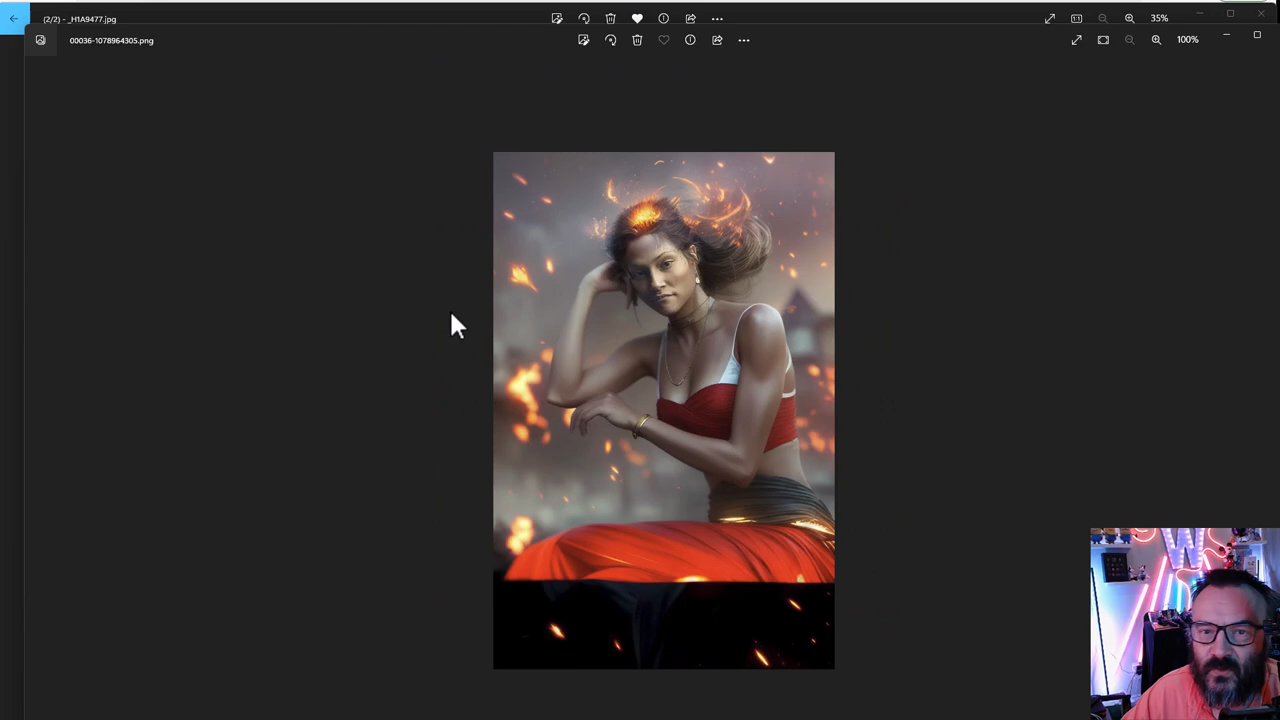 (2/2) - _H1A9477.jpg
35%
00036-1078964305.png
100%
W